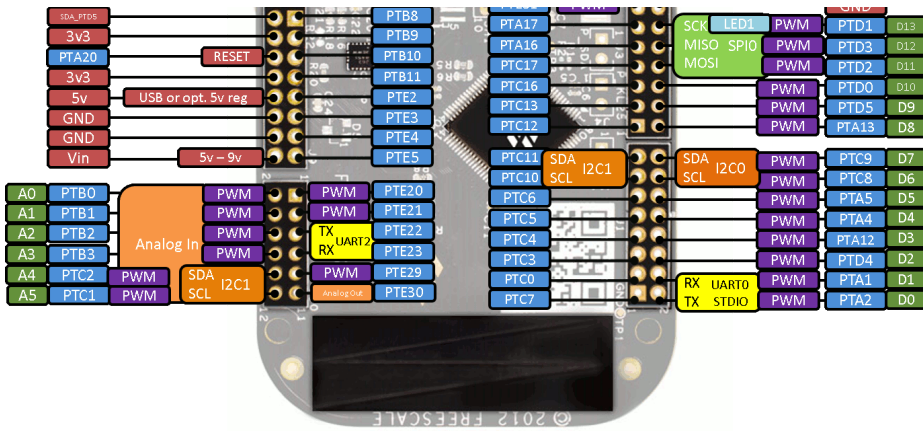 SDA_PTD5 PTB8 PTA17 SCK LED1 PWM PTD1 D13
3v3 PTB9 PTA16 MISO SPI0 PWM PTD3 D12
PTA20 RESET PTB10 PTC17 MOSI PWM PTD2 D11
3v3 PTB11 PTC16 PWM PTD0 D10
5v USB or opt. 5v reg PTE2 PTC13 PWM PTD5 D9
GND PTE3 PTC12 PWM PTA13 D8
GND PTE4
Vin 5v – 9v PTE5 PTC11 SDA I2C1 SDA I2C0 PWM PTC9 D7
PTC10 SCL SCL PWM PTC8 D6
A0 PTB0 PWM PWM PTE20 PTC6 PWM PTA5 D5
A1 PTB1 PWM PWM PTE21 PTC5 PWM PTA4 D4
A2 PTB2 Analog In PWM TX UART2 PTE22 PTC4 PWM PTA12 D3
A3 PTB3 PWM RX PTE23 PTC3 PWM PTD4 D2
A4 PTC2 PWM SDA I2C1 PWM PTE29 PTC0 RX UART0 PWM PTA1 D1
A5 PTC1 PWM SCL Analog Out PTE30 PTC7 TX STDIO PWM PTA2 D0
© 2012 FREESCALE